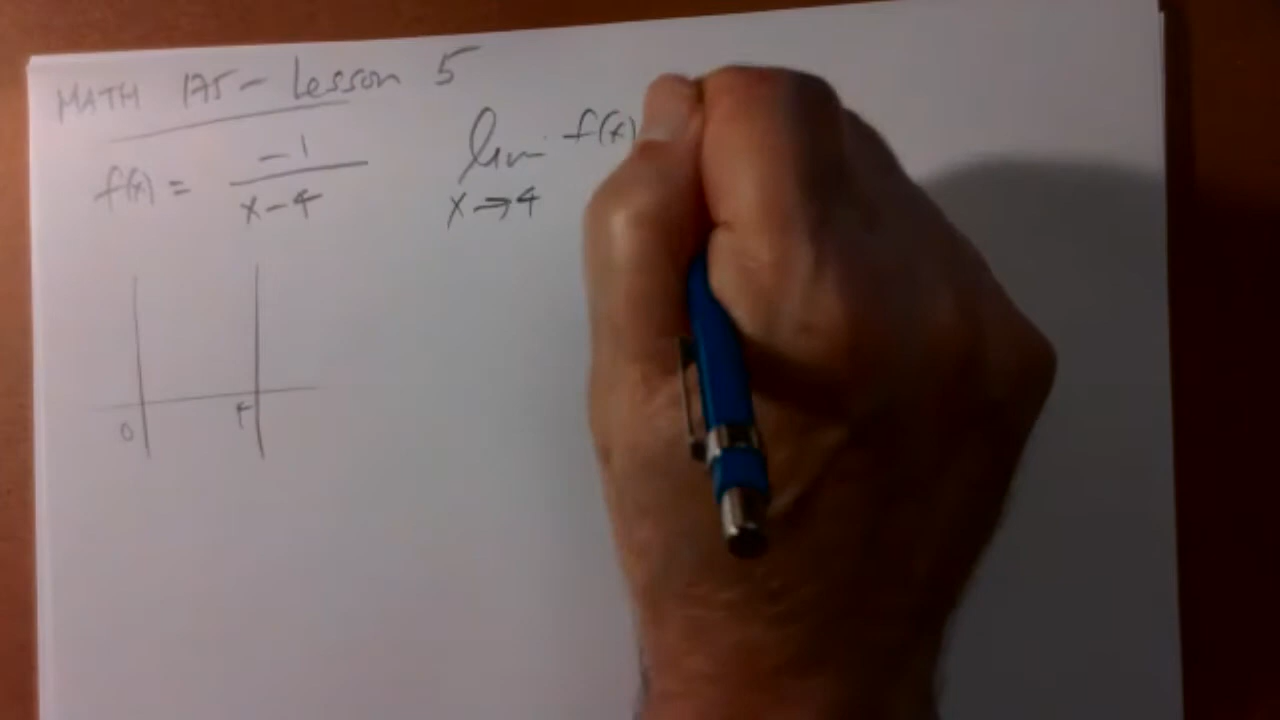 MATH 175 - Lesson 5
f(x) = -1 / x-4
lim f(x)
x→4
0 4